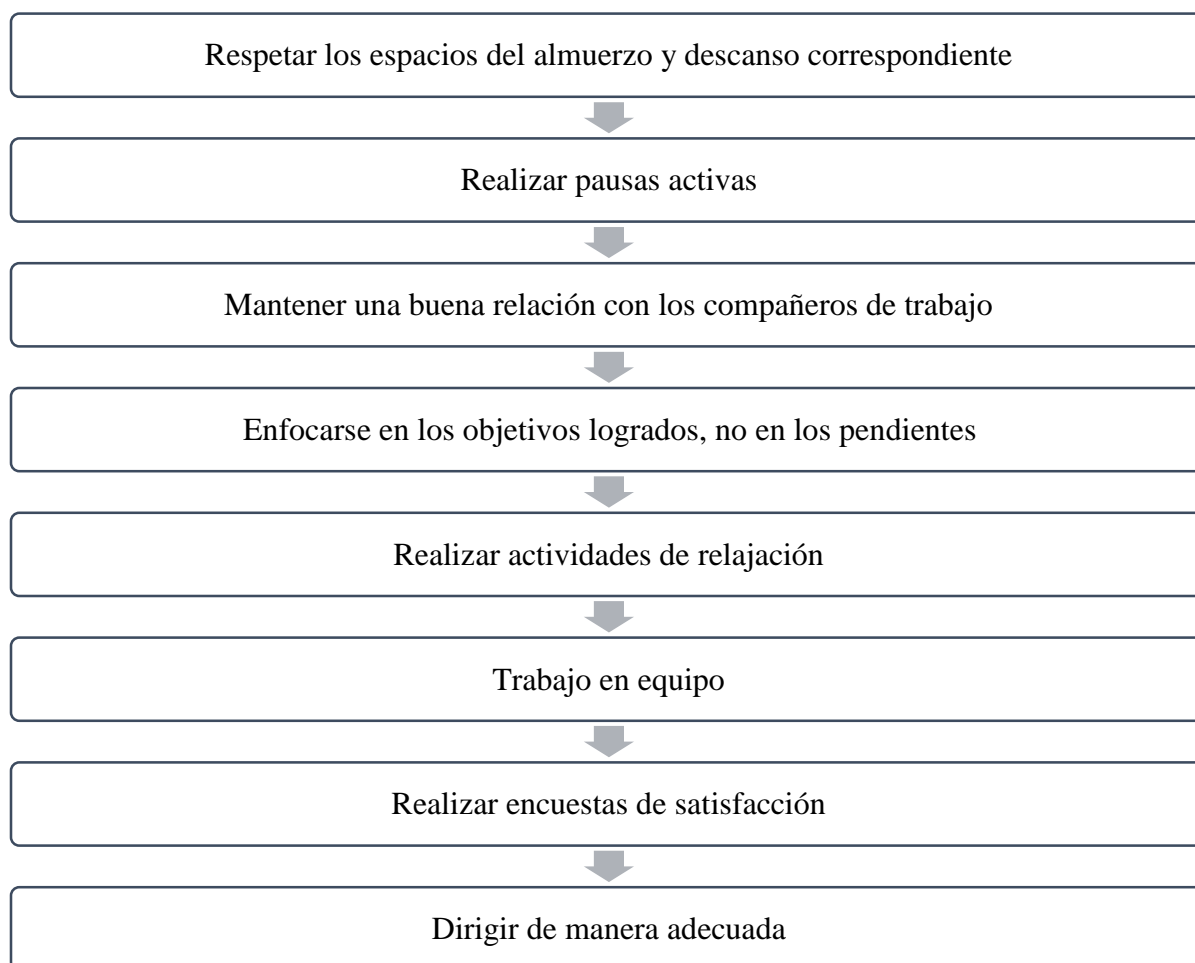 Respetar los espacios del almuerzo y descanso correspondiente
Realizar pausas activas
Mantener una buena relación con los compañeros de trabajo
Enfocarse en los objetivos logrados, no en los pendientes
Realizar actividades de relajación
Trabajo en equipo
Realizar encuestas de satisfacción
Dirigir de manera adecuada